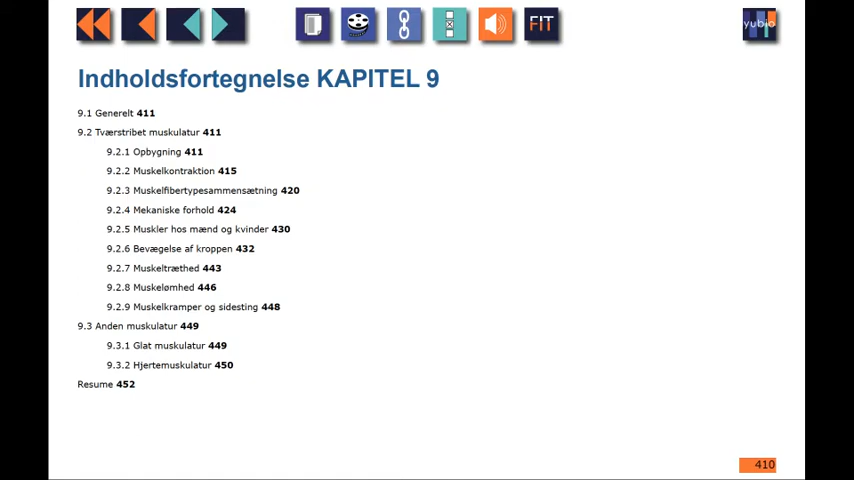 FIT
yubio
Indholdsfortegnelse KAPITEL 9
9.1 Generelt 411
9.2 Tværstribet muskulatur 411
9.2.1 Opbygning 411
9.2.2 Muskelkontraktion 415
9.2.3 Muskelfibertypesammensætning 420
9.2.4 Mekaniske forhold 424
9.2.5 Muskler hos mænd og kvinder 430
9.2.6 Bevægelse af kroppen 432
9.2.7 Muskeltræthed 443
9.2.8 Muskelømhed 446
9.2.9 Muskelkramper og sidesting 448
9.3 Anden muskulatur 449
9.3.1 Glat muskulatur 449
9.3.2 Hjertemuskulatur 450
Resume 452
410